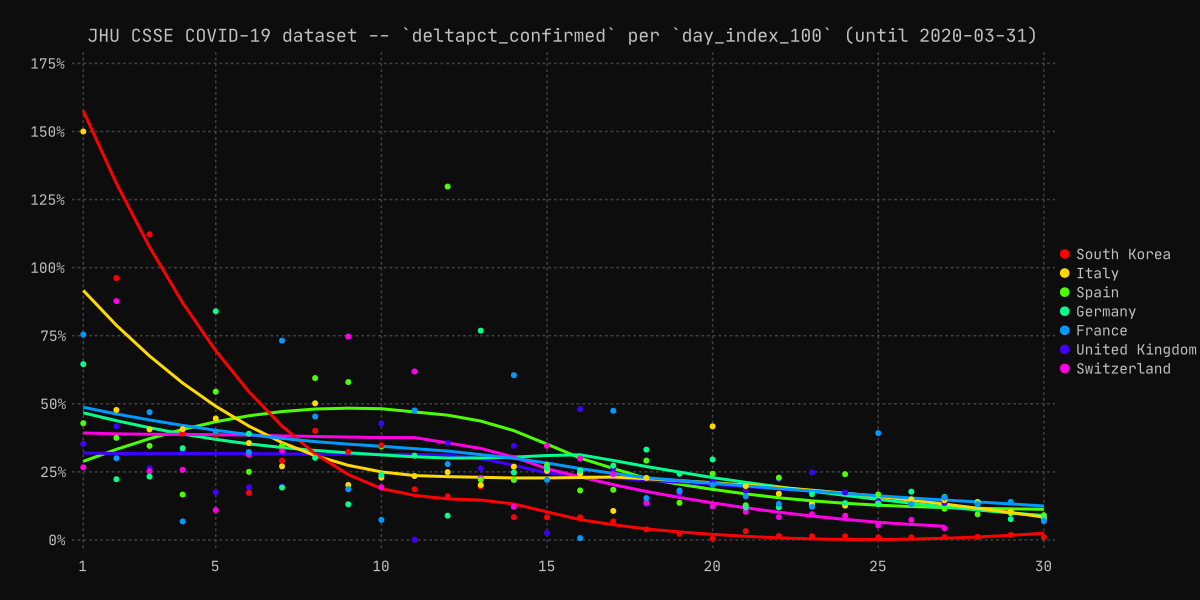 JHU CSSE COVID-19 dataset -- `deltapct_confirmed` per `day_index_100` (until 2020-03-31)
175%
150%
125%
100%
75%
50%
25%
0%
1 5 10 15 20 25 30
South Korea
Italy
Spain
Germany
France
United Kingdom
Switzerland